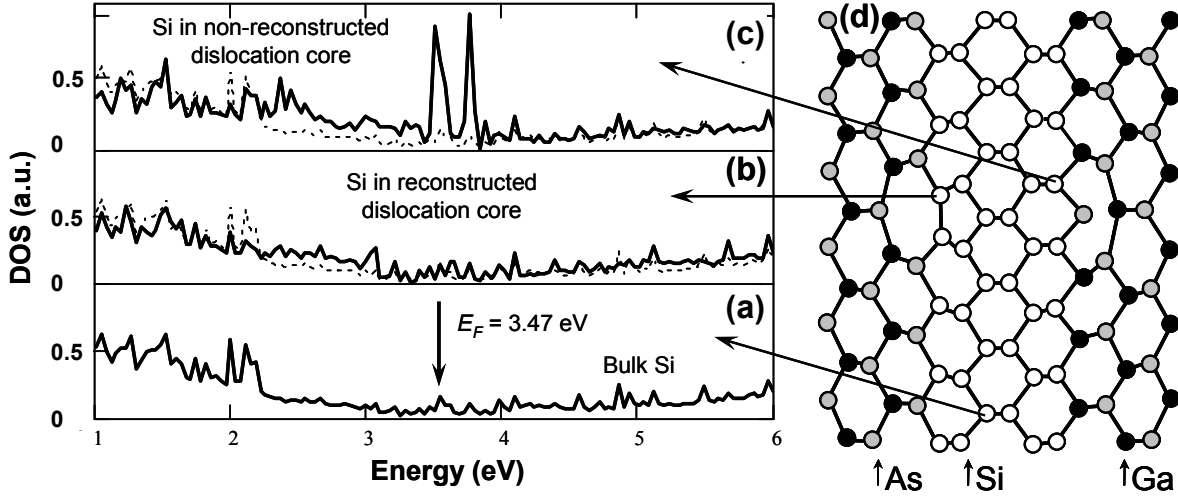 Si in non-reconstructed
dislocation core
(c)
(d)
0.5
0
Si in reconstructed
dislocation core
(b)
0.5
0
E_F = 3.47 eV
(a)
Bulk Si
0.5
0
1 2 3 4 5 6
DOS (a.u.)
Energy (eV)
↑As ↑Si ↑Ga